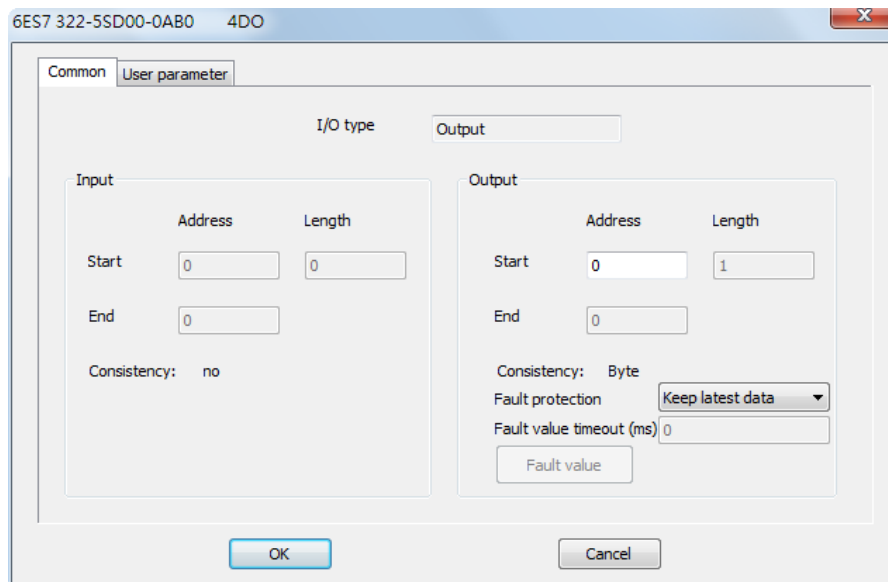 6ES7 322-5SD00-0AB0 4DO
Common User parameter
I/O type Output
Input
Address Length
Start 0 0
End 0
Consistency: no
Output
Address Length
Start 0 1
End 0
Consistency: Byte
Fault protection Keep latest data
Fault value timeout (ms) 0
Fault value
OK Cancel